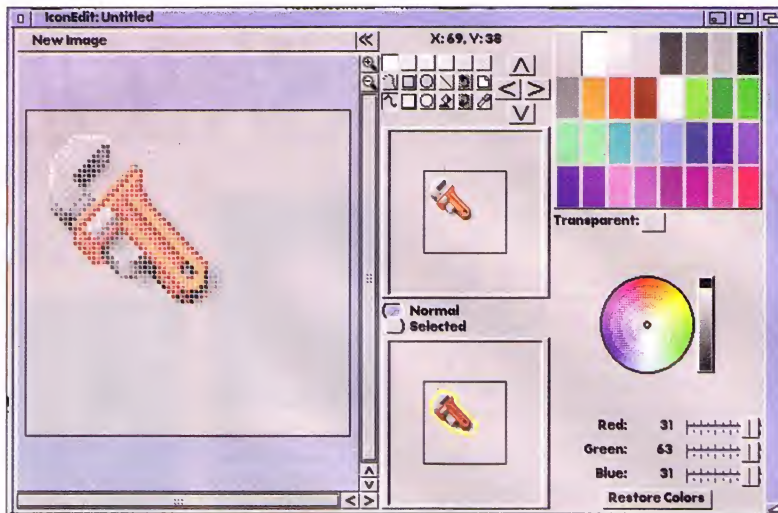 IconEdit: Untitled
New Image
X: 69, Y: 38
Transparent:
Normal
Selected
Red: 31
Green: 63
Blue: 31
Restore Colors